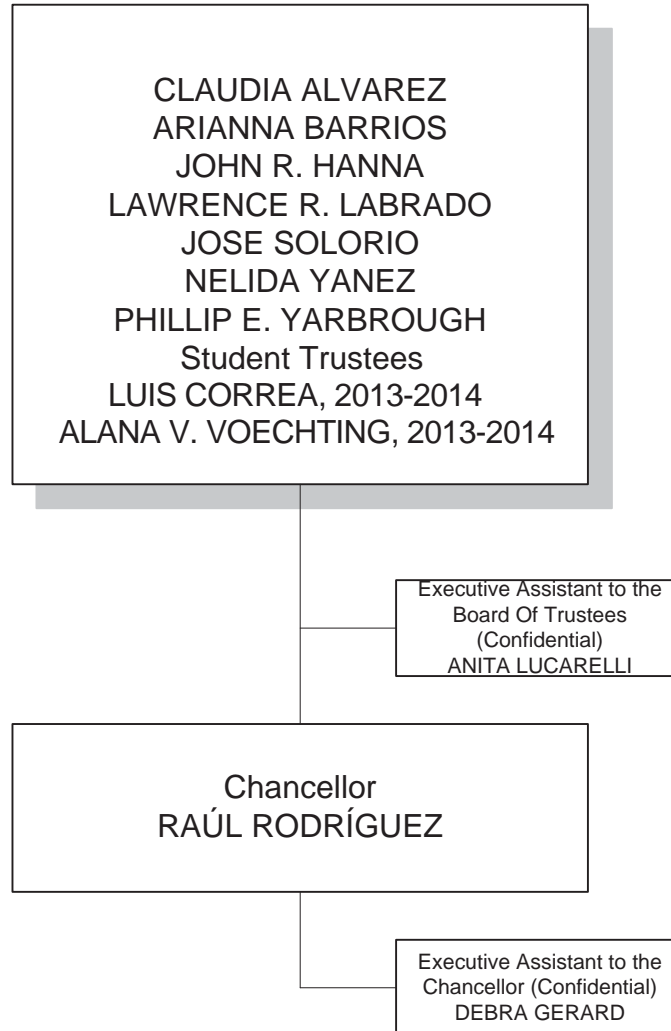 CLAUDIA ALVAREZ
ARIANNA BARRIOS
JOHN R. HANNA
LAWRENCE R. LABRADO
JOSE SOLORIO
NELIDA YANEZ
PHILLIP E. YARBROUGH
Student Trustees
LUIS CORREA, 2013-2014
ALANA V. VOECHTING, 2013-2014
Executive Assistant to the
Board Of Trustees
(Confidential)
ANITA LUCARELLI
Chancellor
RAÚL RODRÍGUEZ
Executive Assistant to the
Chancellor (Confidential)
DEBRA GERARD